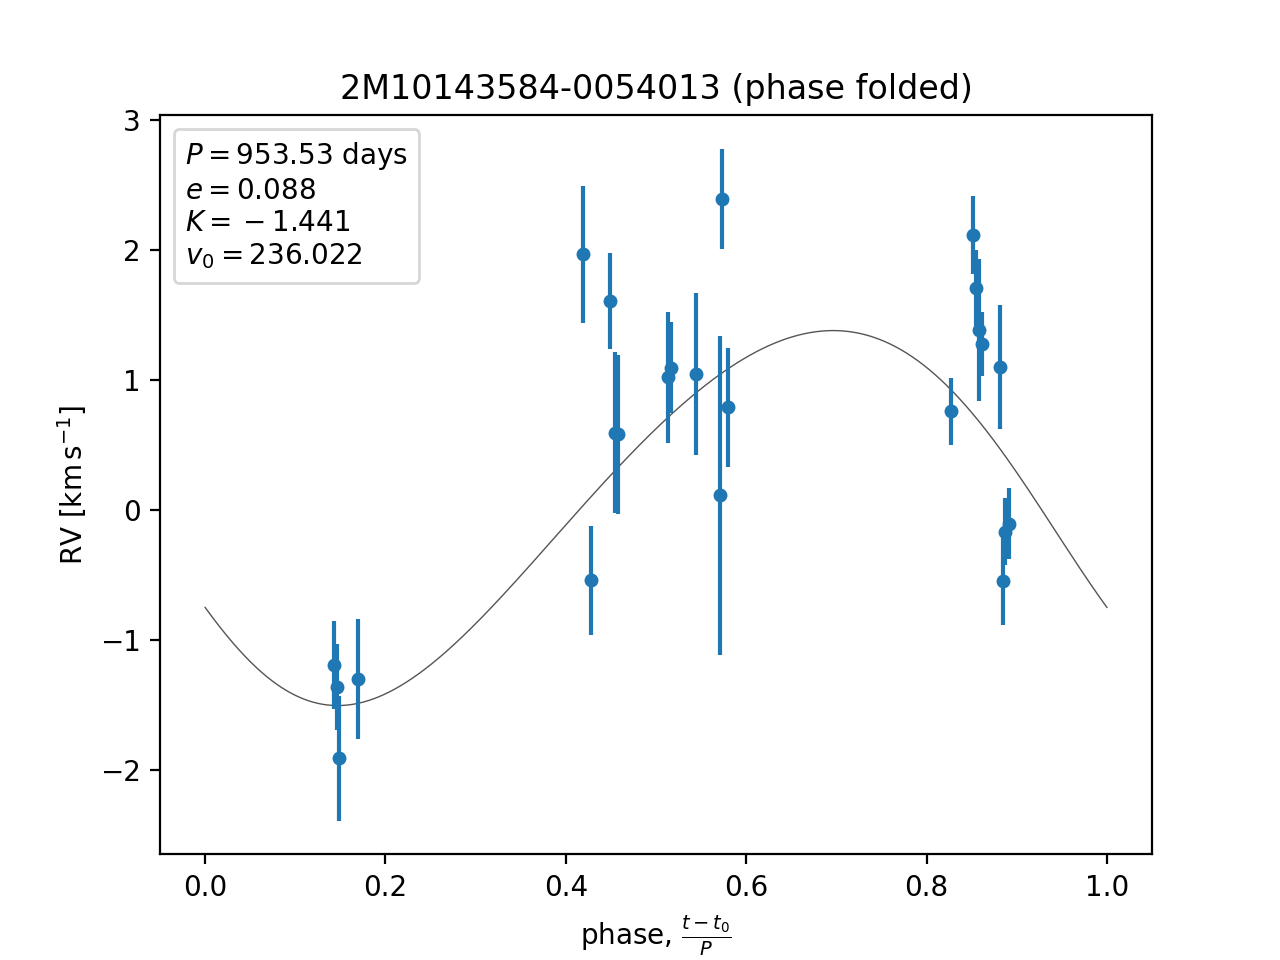 2M10143584-0054013 (phase folded)
P = 953.53 days
e = 0.088
K = −1.441
v₀ = 236.022
3
2
1
0
−1
−2
RV [km s⁻¹]
0.0 0.2 0.4 0.6 0.8 1.0
phase, (t − t₀)/P